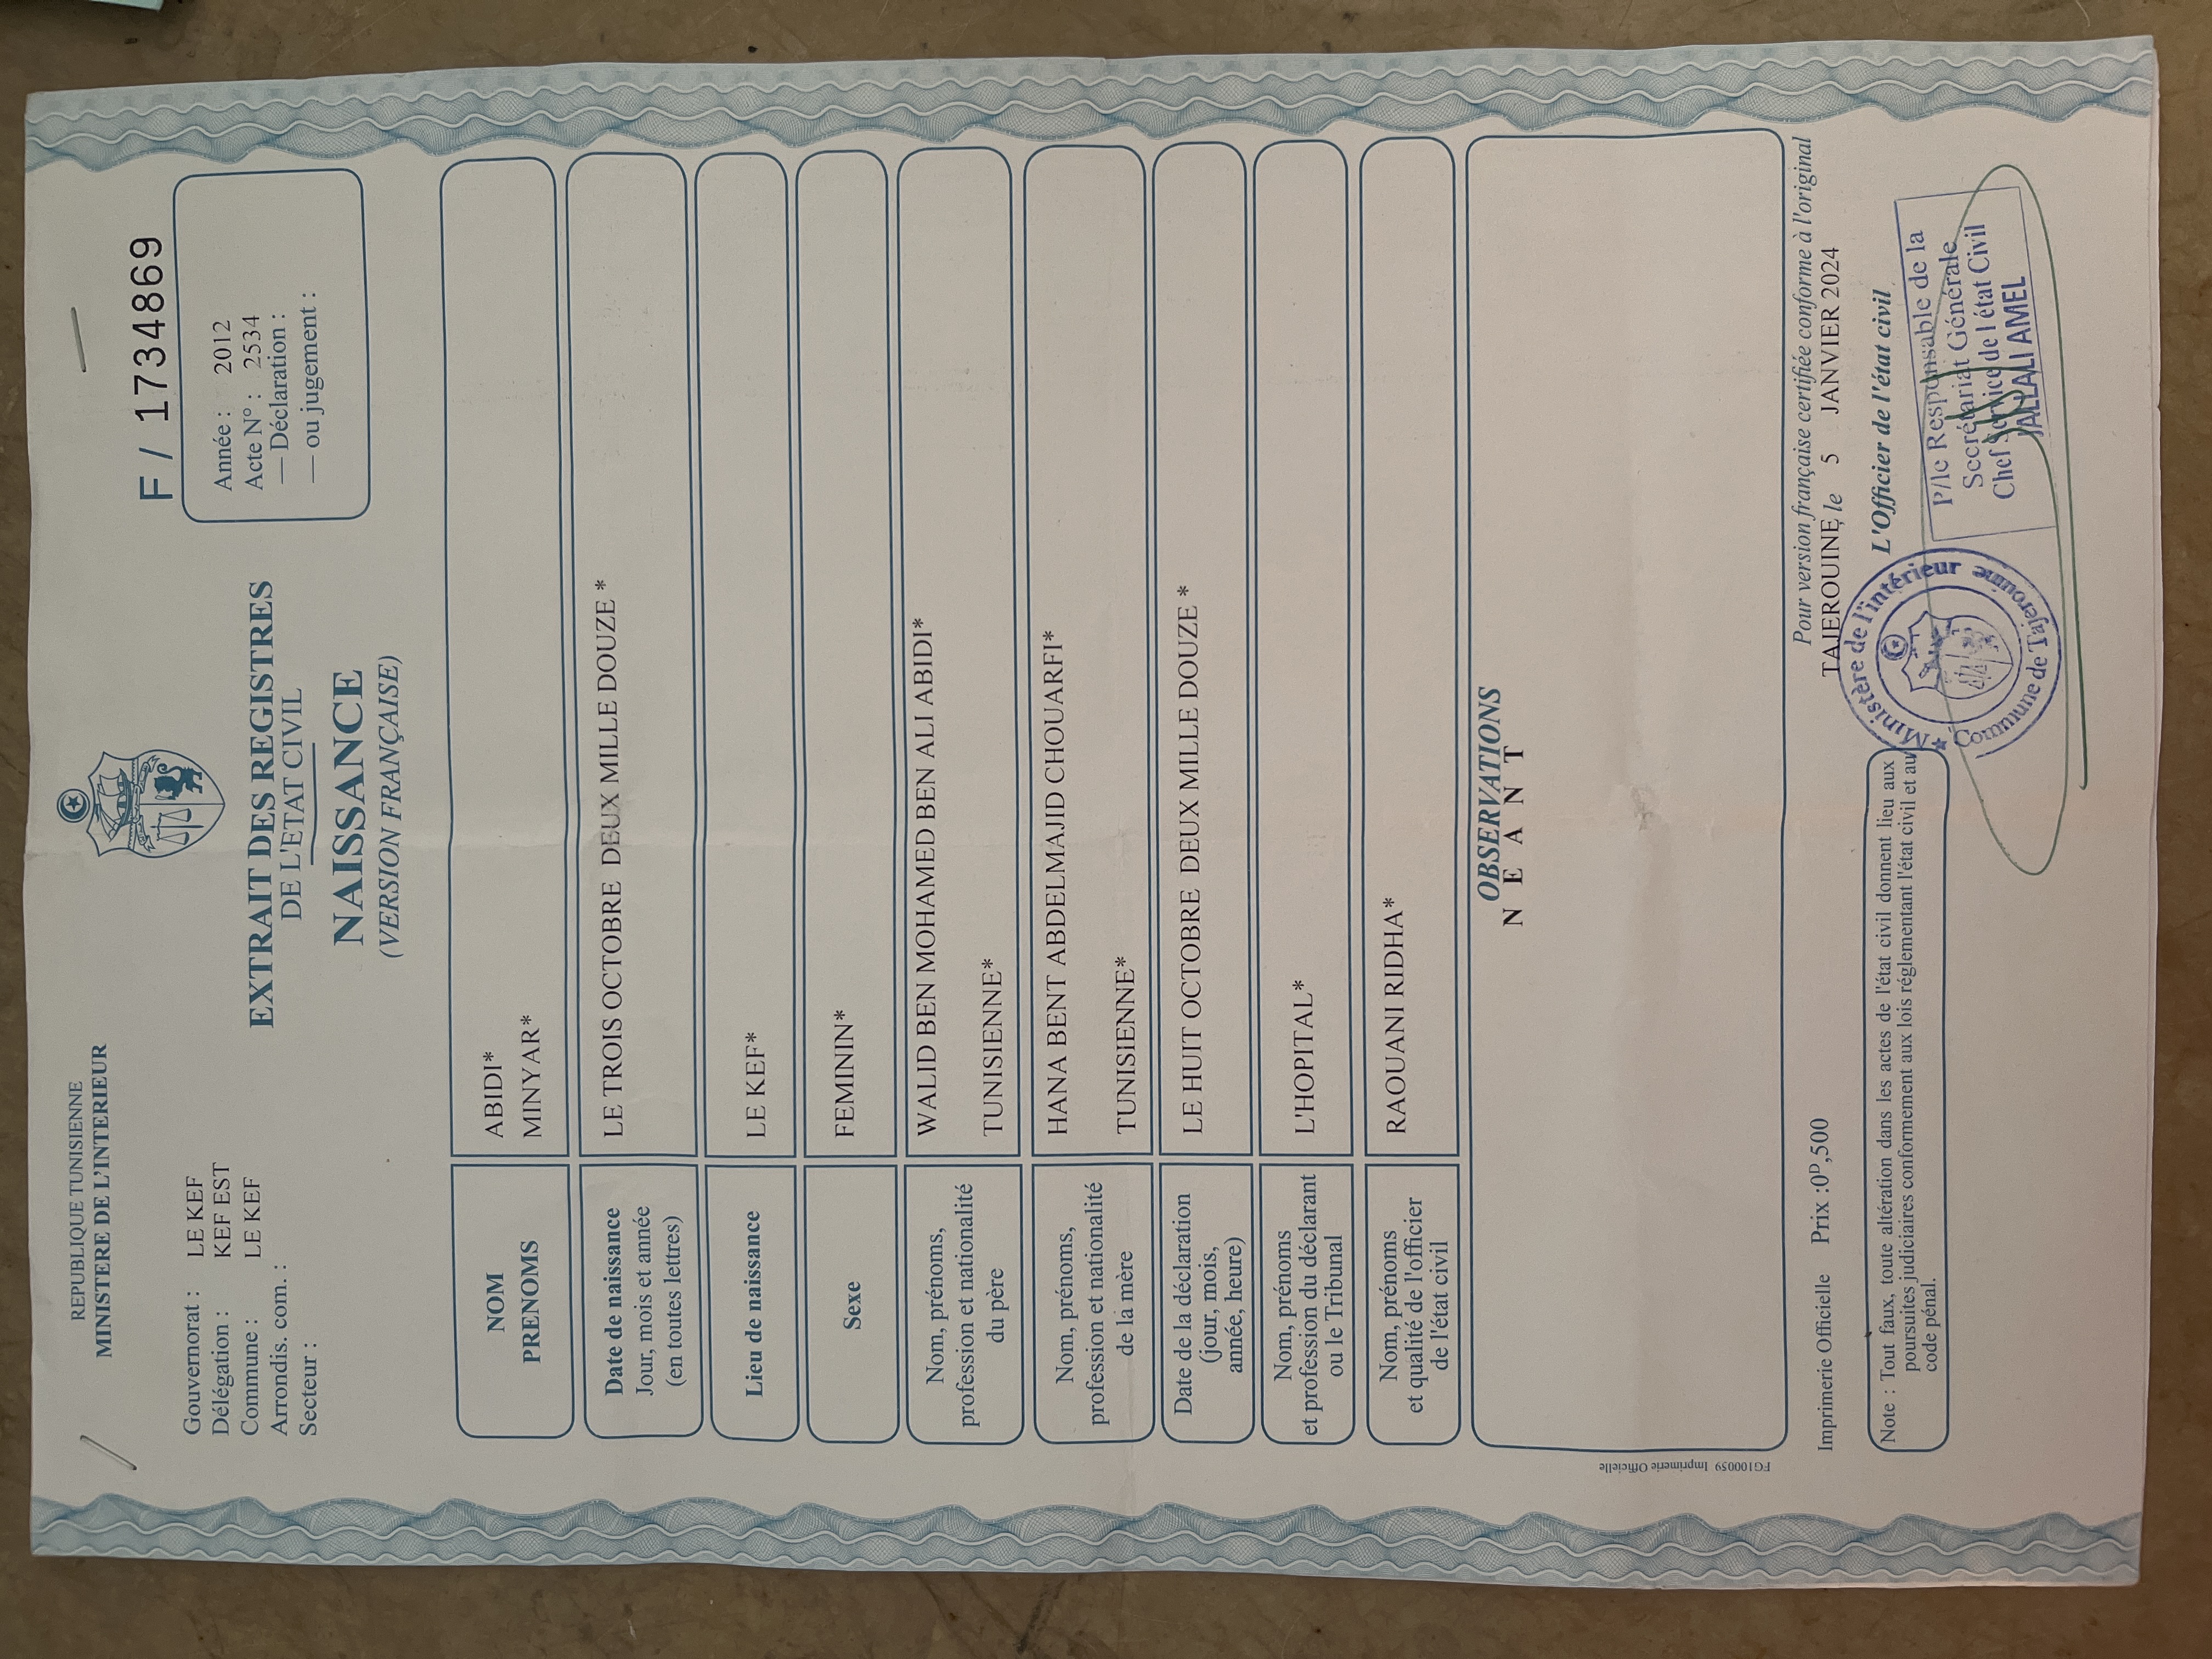 REPUBLIQUE TUNISIENNE
MINISTERE DE L'INTERIEUR
F / 1734869
Gouvernorat : LE KEF
Délégation : KEF EST
Commune : LE KEF
Arrondis. com. :
Secteur :
EXTRAIT DES REGISTRES
DE L'ETAT CIVIL
NAISSANCE
(VERSION FRANÇAISE)
Année : 2012
Acte N° : 2534
— Déclaration :
— ou jugement :
NOM
PRENOMS
ABIDI*
MINYAR*
Date de naissance
Jour, mois et année
(en toutes lettres)
LE TROIS OCTOBRE DEUX MILLE DOUZE *
Lieu de naissance
LE KEF*
Sexe
FEMININ*
Nom, prénoms,
profession et nationalité
du père
WALID BEN MOHAMED BEN ALI ABIDI*
TUNISIENNE*
Nom, prénoms,
profession et nationalité
de la mère
HANA BENT ABDELMAJID CHOUARFI*
TUNISIENNE*
Date de la déclaration
(jour, mois,
année, heure)
LE HUIT OCTOBRE DEUX MILLE DOUZE *
Nom, prénoms
et profession du déclarant
ou le Tribunal
L'HOPITAL*
Nom, prénoms
et qualité de l'officier
de l'état civil
RAOUANI RIDHA*
OBSERVATIONS
N E A N T
FG100059 Imprimerie Officielle
Imprimerie Officielle Prix :0D,500
Pour version française certifiée conforme à l'original
TAJEROUINE, le 5 JANVIER 2024
L'Officier de l'état civil
Note : Tout faux, toute altération dans les actes de l'état civil donnent lieu aux
poursuites judiciaires conformement aux lois réglementant l'état civil et au
code pénal.
Ministère de l'intérieur
Commune de Tajerouine
P/le Responsable de la
Secrétariat Générale
Chef Service de l état Civil
JALLALI AMEL